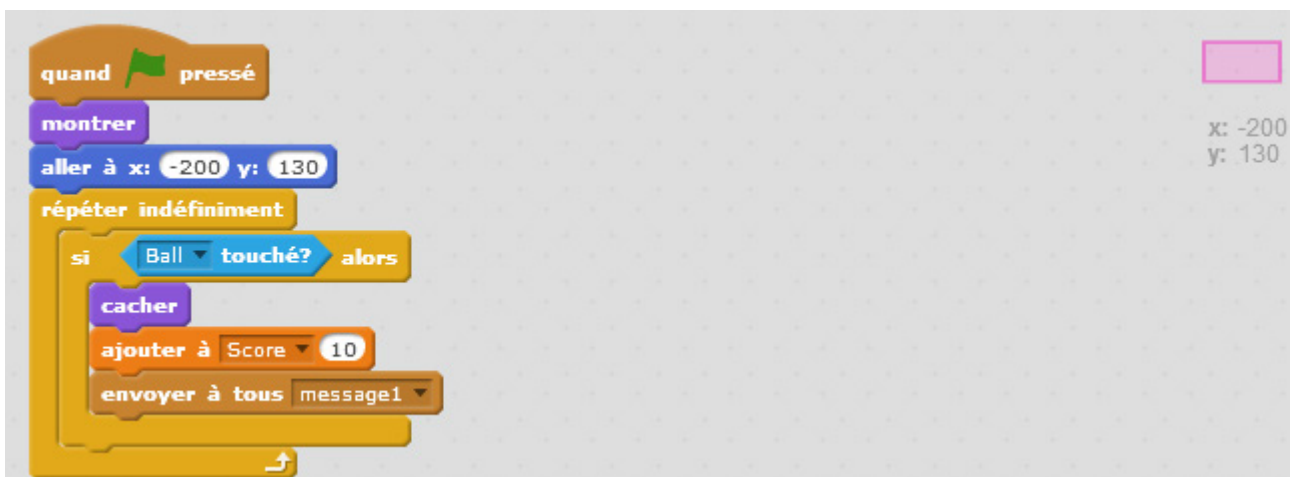 quand pressé
montrer
aller à x: -200 y: 130
répéter indéfiniment
si Ball touché? alors
cacher
ajouter à Score 10
envoyer à tous message1
x: -200
y: 130